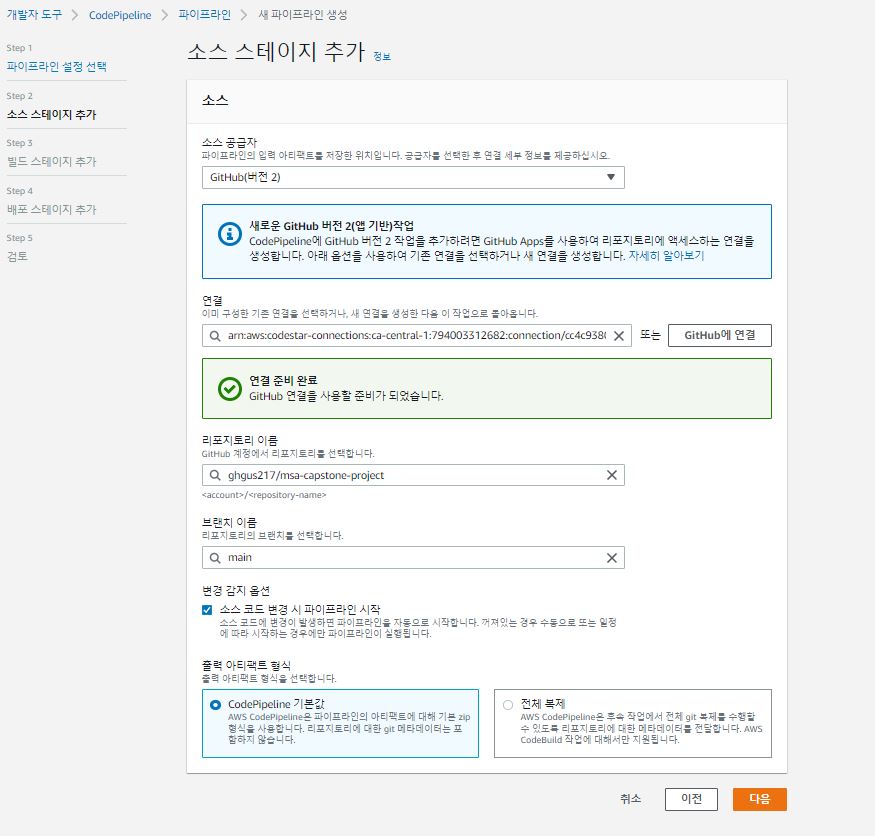 개발자 도구 > CodePipeline > 파이프라인 > 새 파이프라인 생성
Step 1
파이프라인 설정 선택
Step 2
소스 스테이지 추가
Step 3
빌드 스테이지 추가
Step 4
배포 스테이지 추가
Step 5
검토
소스 스테이지 추가 정보
소스
소스 공급자
파이프라인의 입력 아티팩트를 저장한 위치입니다. 공급자를 선택한 후 연결 세부 정보를 제공하십시오.
GitHub(버전 2)
새로운 GitHub 버전 2(앱 기반)작업
CodePipeline에 GitHub 버전 2 작업을 추가하려면 GitHub Apps를 사용하여 리포지토리에 액세스하는 연결을
생성합니다. 아래 옵션을 사용하여 기존 연결을 선택하거나 새 연결을 생성합니다. 자세히 알아보기
연결
이미 구성한 기존 연결을 선택하거나, 새 연결을 생성한 다음 이 작업으로 돌아옵니다.
arn:aws:codestar-connections:ca-central-1:794003312682:connection/cc4c9380 또는 GitHub에 연결
연결 준비 완료
GitHub 연결을 사용할 준비가 되었습니다.
리포지토리 이름
GitHub 계정에서 리포지토리를 선택합니다.
ghgus217/msa-capstone-project
<account>/<repository-name>
브랜치 이름
리포지토리의 브랜치를 선택합니다.
main
변경 감지 옵션
소스 코드 변경 시 파이프라인 시작
소스 코드에 변경이 발생하면 파이프라인을 자동으로 시작합니다. 꺼져있는 경우 수동으로 또는 일정
에 따라 시작하는 경우에만 파이프라인이 실행됩니다.
출력 아티팩트 형식
출력 아티팩트 형식을 선택합니다.
CodePipeline 기본값
AWS CodePipeline은 파이프라인의 아티팩트에 대해 기본 zip
형식을 사용합니다. 리포지토리에 대한 git 메타데이터는 포
함하지 않습니다.
전체 복제
AWS CodePipeline은 후속 작업에서 전체 git 복제를 수행할
수 있도록 리포지토리에 대한 메타데이터를 전달합니다. AWS
CodeBuild 작업에 대해서만 지원됩니다.
취소 이전 다음